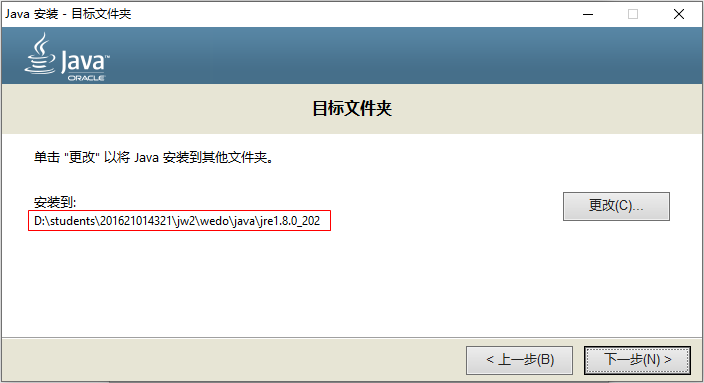 Java 安装 - 目标文件夹
Java™
ORACLE
目标文件夹
单击 "更改" 以将 Java 安装到其他文件夹。
安装到:
D:\students\201621014321\jw2\wedo\java\jre1.8.0_202
更改(C)...
< 上一步(B)
下一步(N) >